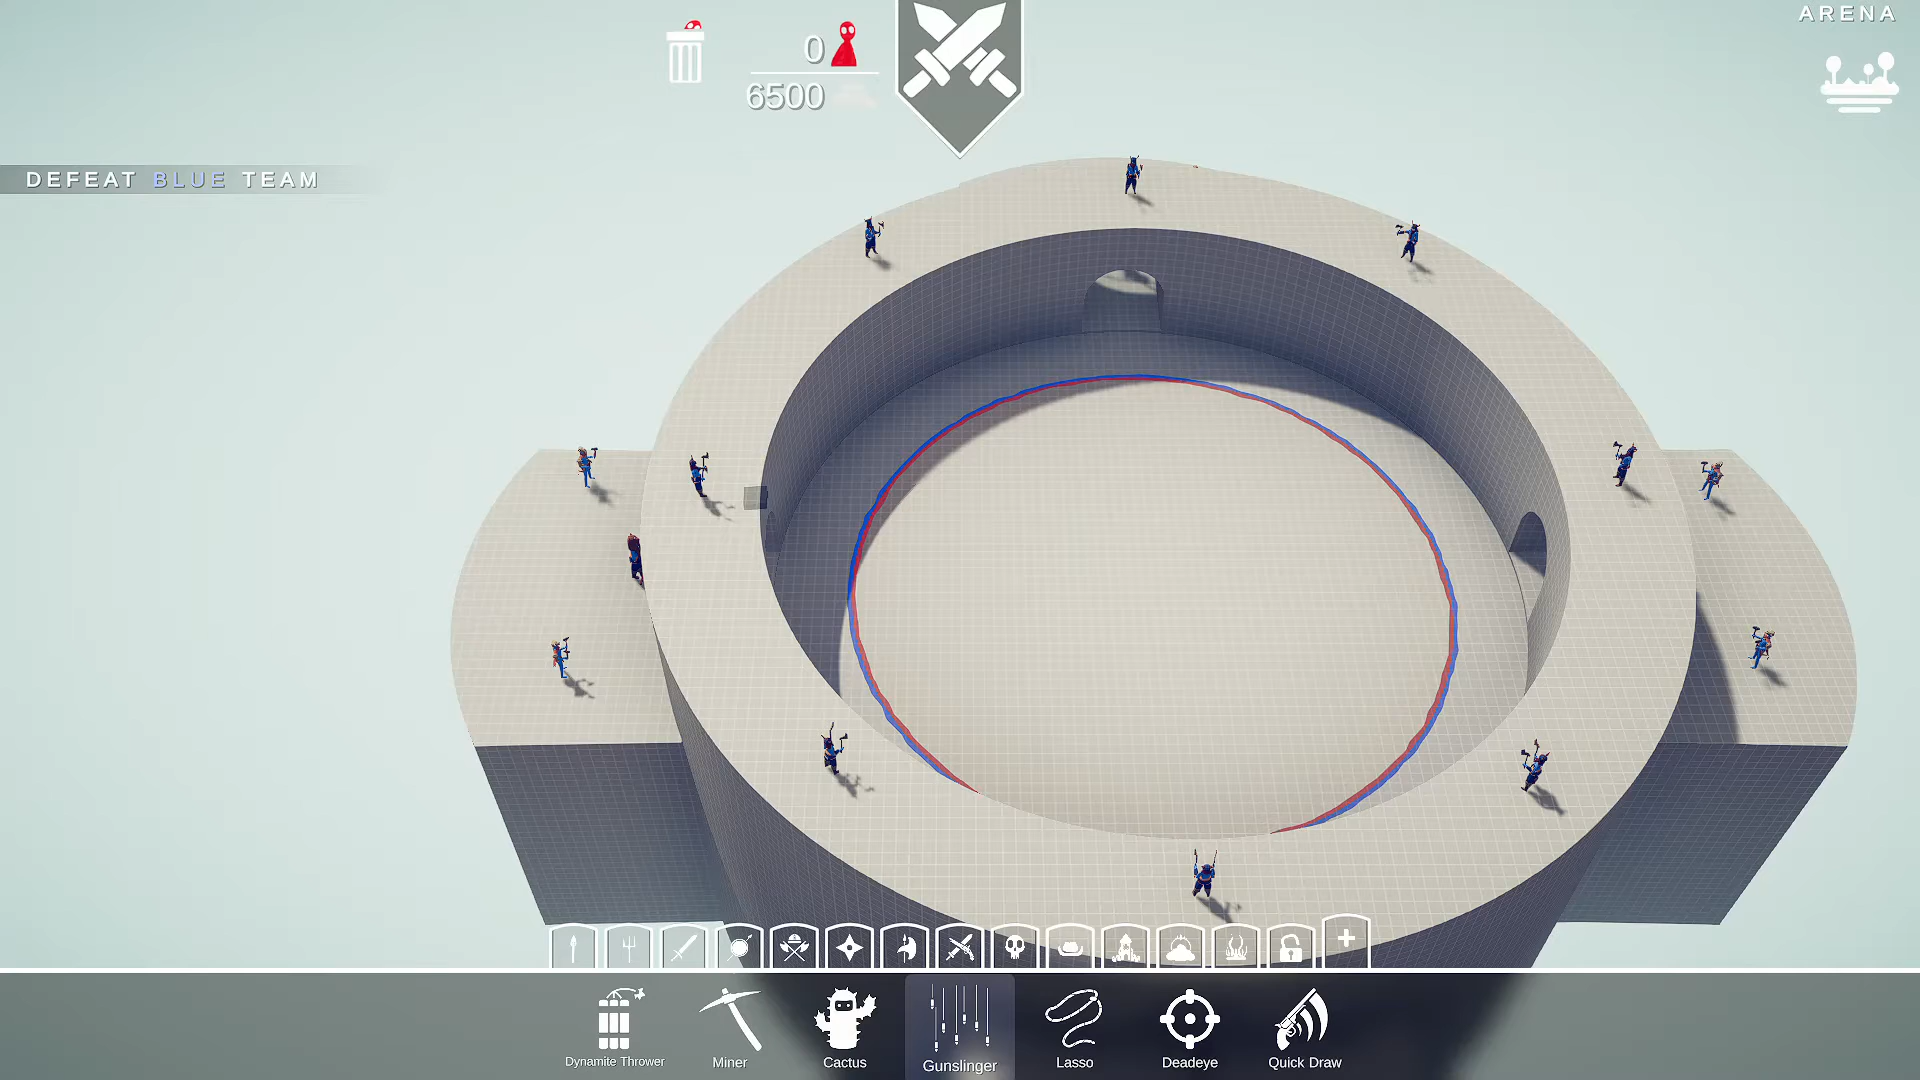 ARENA
0
6500
DEFEAT BLUE TEAM
Dynamite Thrower
Miner
Cactus
Gunslinger
Lasso
Deadeye
Quick Draw